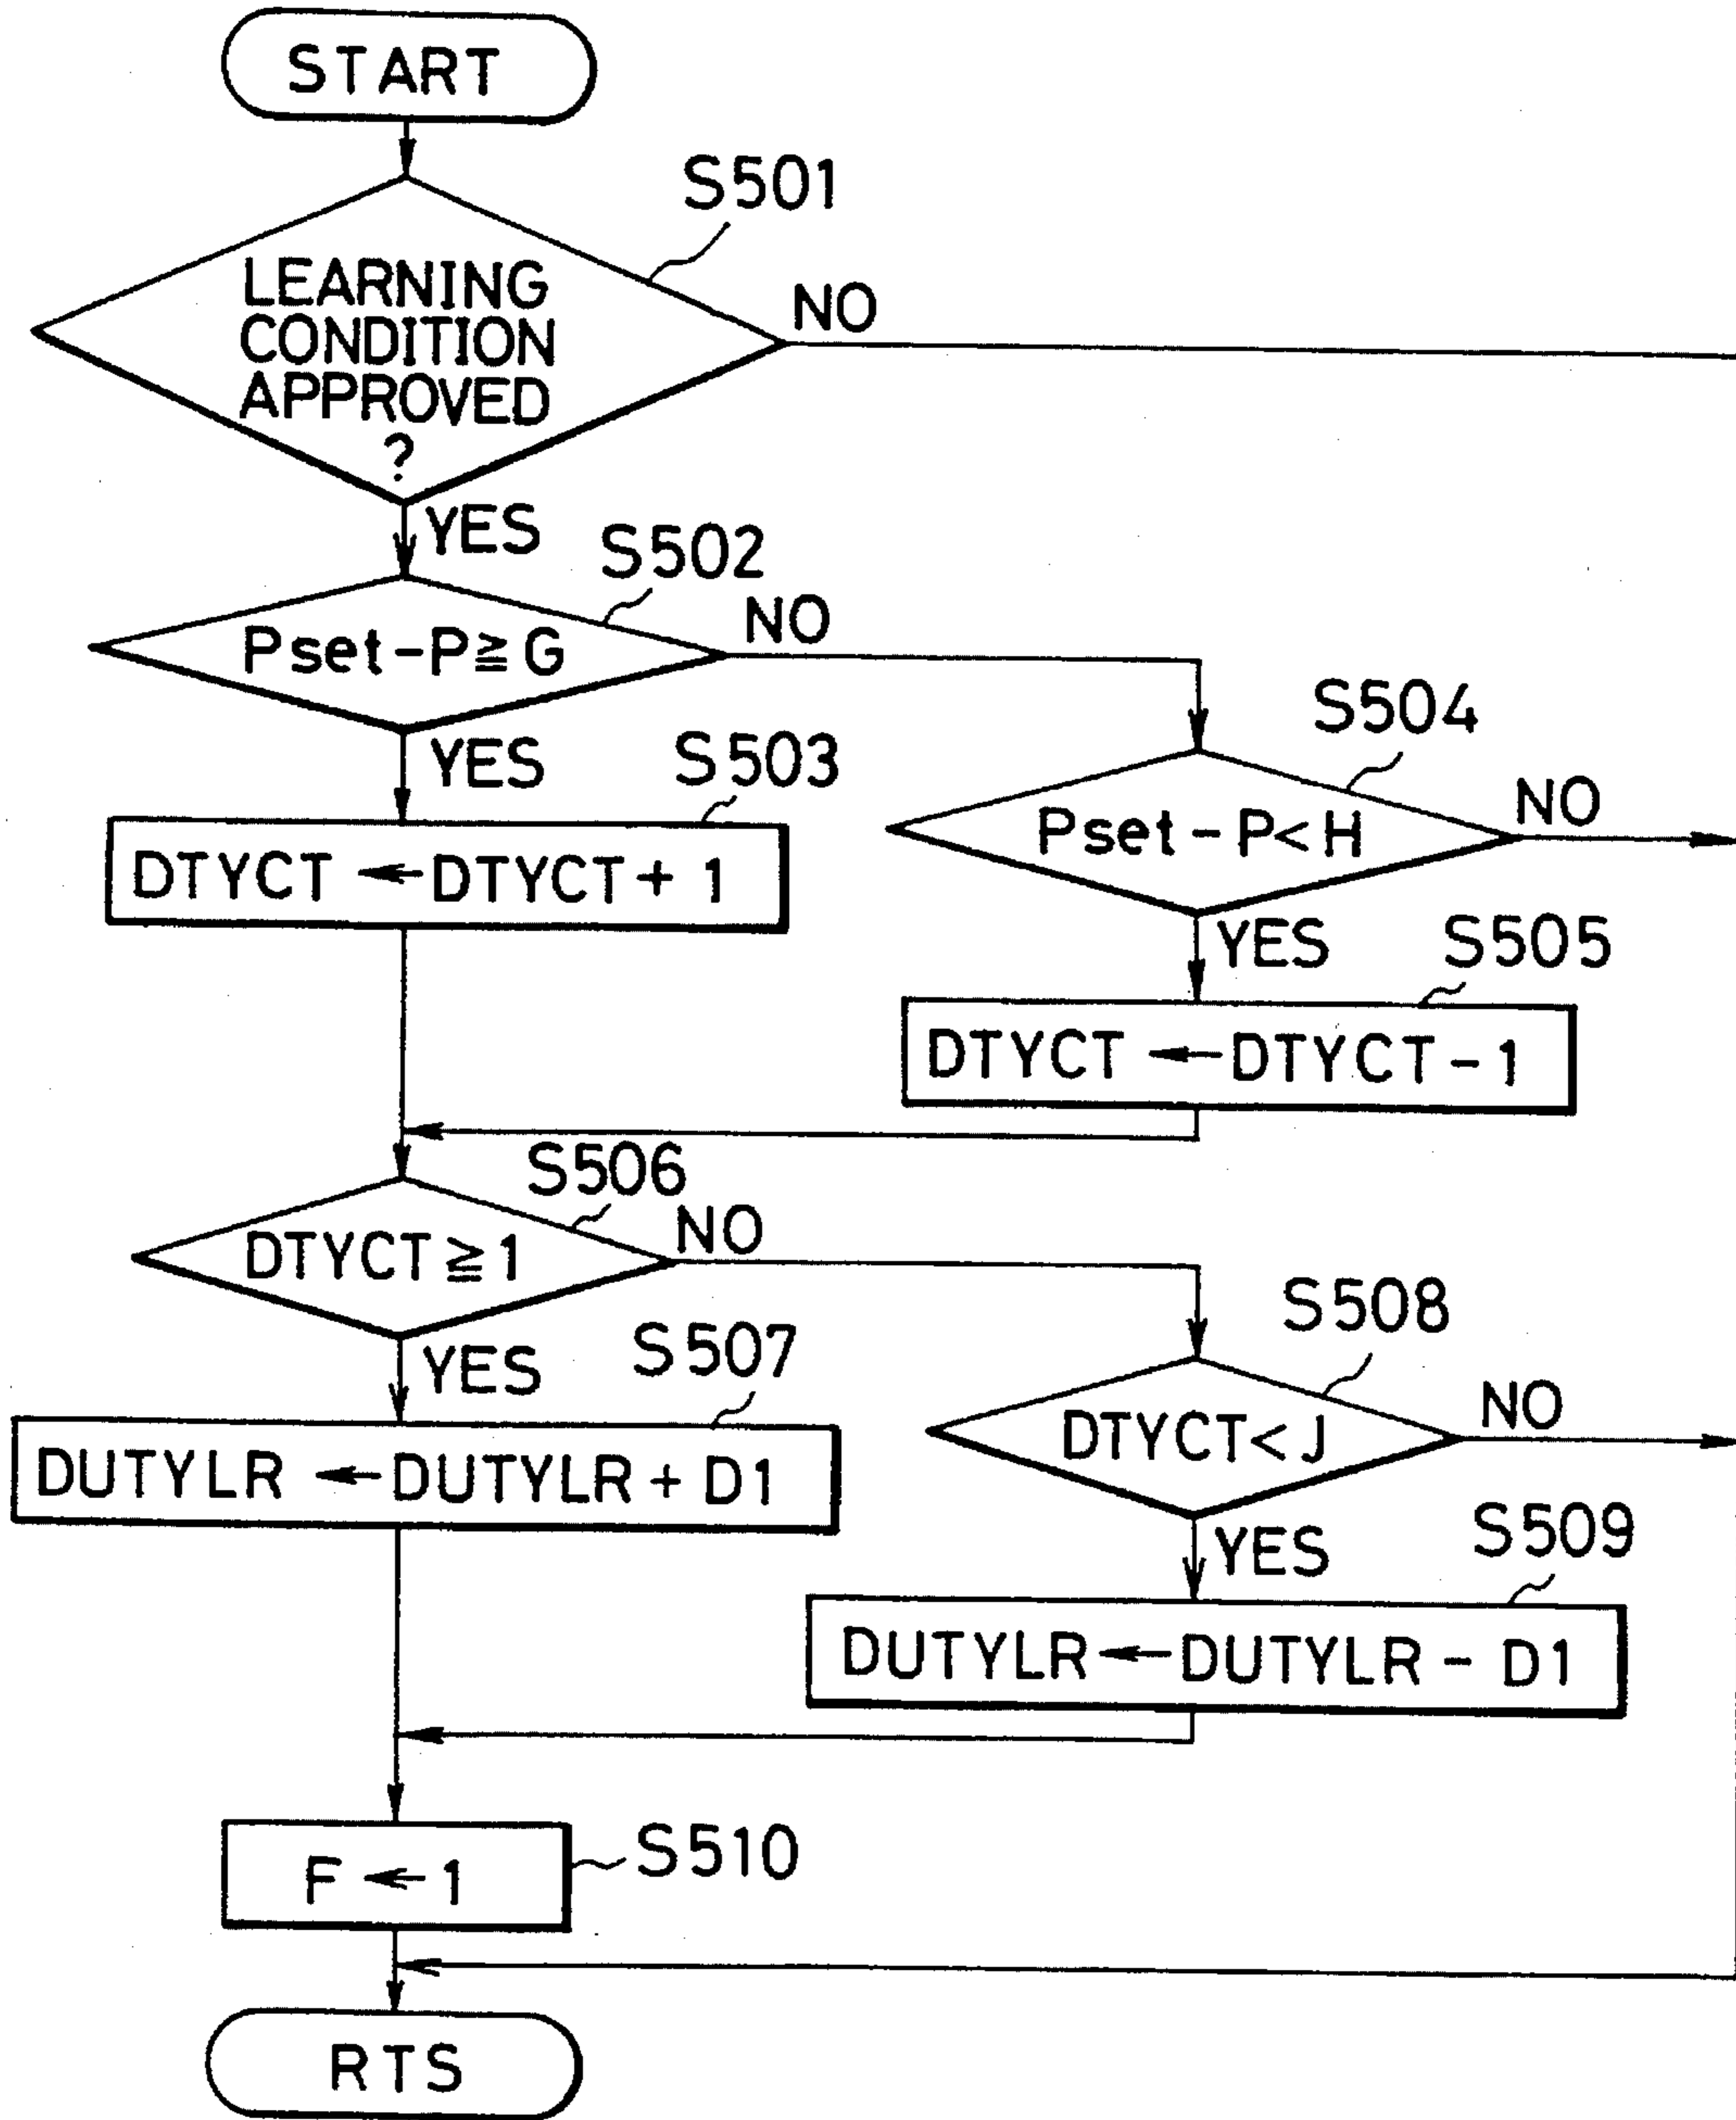 START
S501
LEARNING
CONDITION
APPROVED
?
NO
YES
S502
Pset-P≧G
NO
YES
S503
DTYCT ← DTYCT + 1
S504
Pset-P<H
NO
YES
S505
DTYCT ← DTYCT - 1
S506
DTYCT≧1
NO
YES
S507
DUTYLR ← DUTYLR + D1
S508
DTYCT<J
NO
YES
S509
DUTYLR ← DUTYLR - D1
F ← 1
S510
RTS